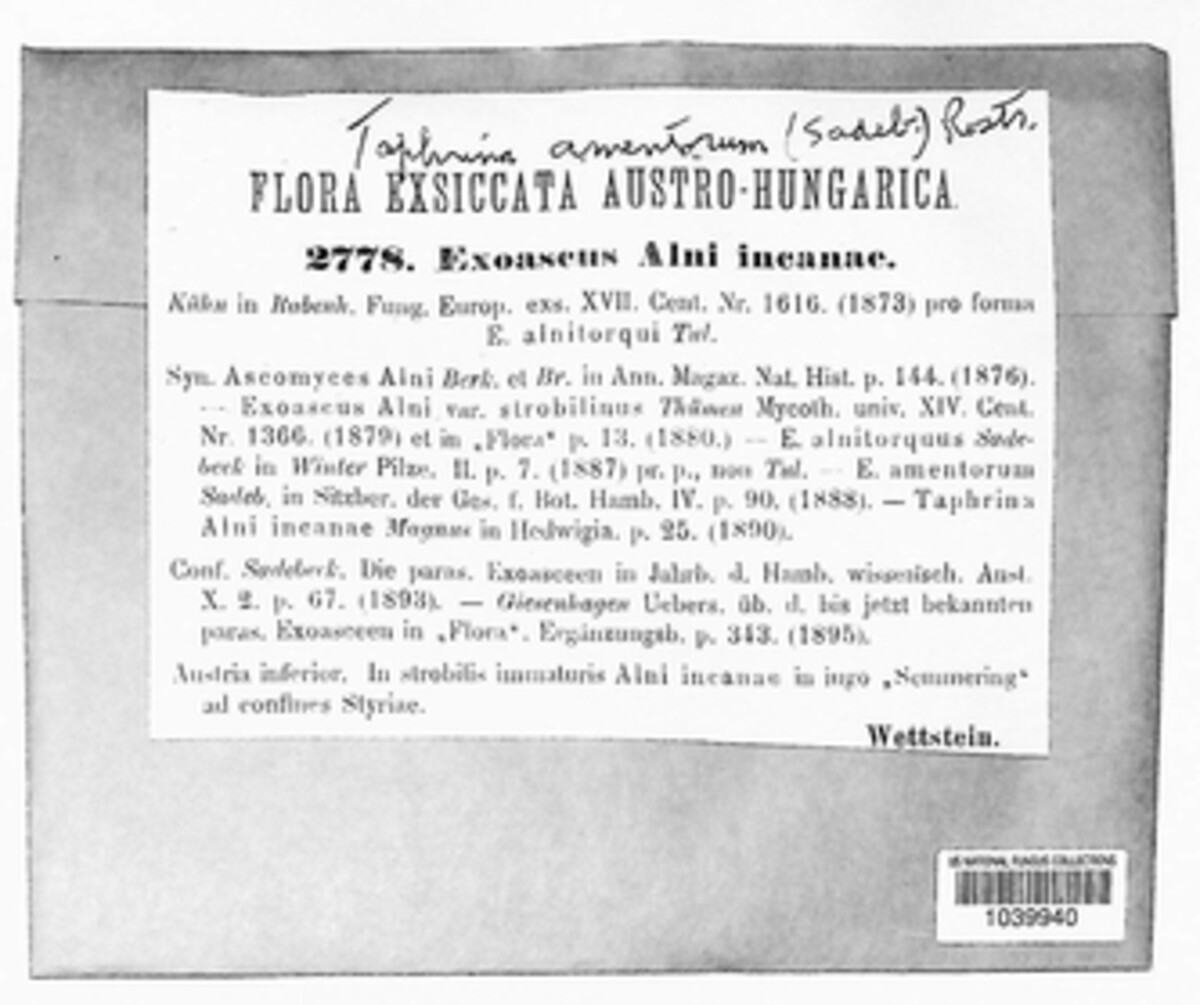 Taphrina amentorum (Sadeb.) Rostr.
FLORA EXSICCATA AUSTRO-HUNGARICA.
2778. Exoascus Alni incanae.
Kühn in Rabenh. Fung. Europ. exs. XVII. Cent. Nr. 1616. (1873) pro forma
E. alnitorqui Tul.
Syn. Ascomyces Alni Berk. et Br. in Ann. Magaz. Nat. Hist. p. 144. (1876).
— Exoascus Alni var. strobilinus Thümen Mycoth. univ. XIV. Cent.
Nr. 1366. (1879) et in „Flora“ p. 13. (1880.) — E. alnitorquus Sade-
beck in Winter Pilze. II. p. 7. (1887) pr. p., non Tul. — E. amentorum
Sadeb. in Sitzber. der Ges. f. Bot. Hamb. IV. p. 90. (1888). — Taphrina
Alni incanae Magnus in Hedwigia. p. 25. (1890).
Conf. Sadebeck. Die paras. Exoasceen in Jahrb. d. Hamb. wissensch. Anst.
X. 2. p. 67. (1893). — Giesenhagen Uebers. üb. d. bis jetzt bekannten
paras. Exoasceen in „Flora“. Ergänzungsb. p. 343. (1895).
Austria inferior. In strobilis immaturis Alni incanae in iugo „Semmering“
ad confines Styriae.
Wettstein.
US NATIONAL FUNGUS COLLECTIONS
1039940